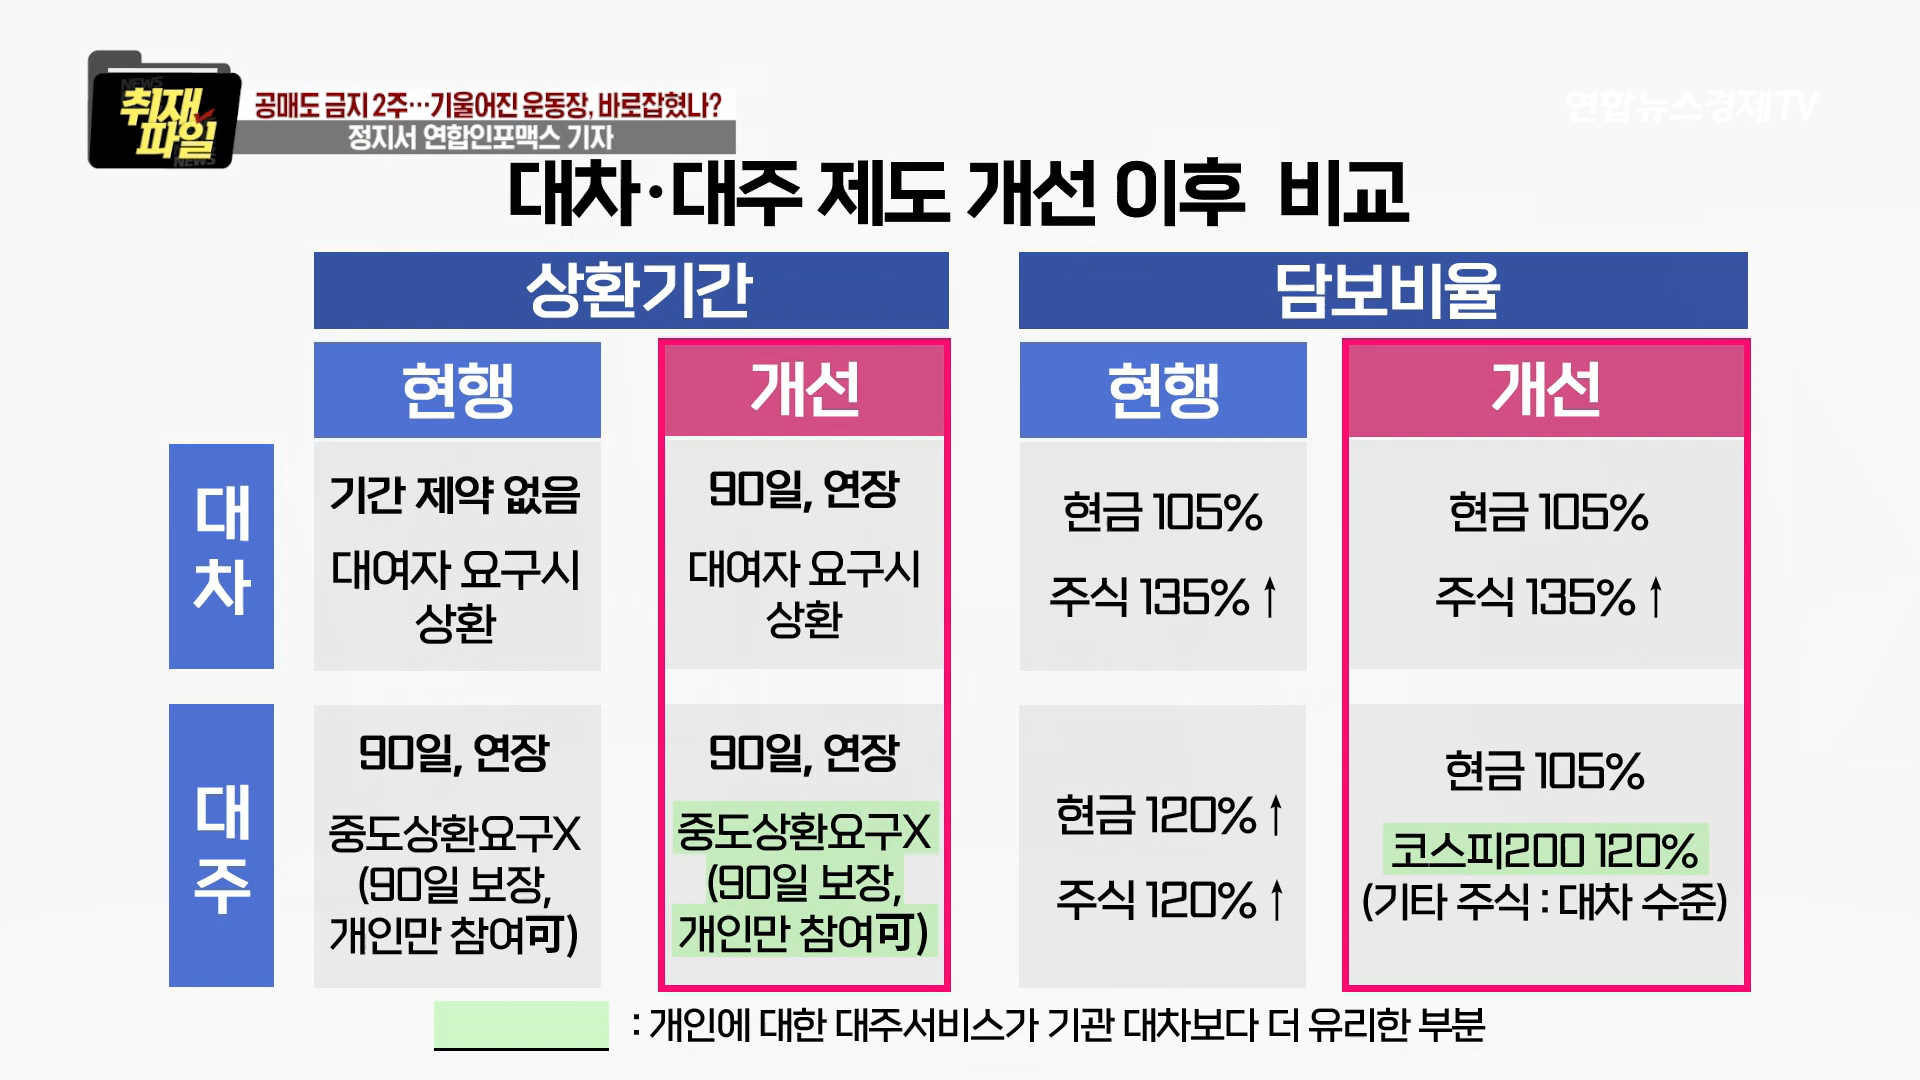 취재
파일
공매도 금지 2주…기울어진 운동장, 바로잡혔나?
정지서 연합인포맥스 기자
연합뉴스경제TV
대차·대주 제도 개선 이후 비교
상환기간
담보비율
현행
개선
현행
개선
대차
기간 제약 없음
대여자 요구시
상환
90일, 연장
대여자 요구시
상환
현금 105%
주식 135%↑
현금 105%
주식 135%↑
대주
90일, 연장
중도상환요구X
(90일 보장,
개인만 참여可)
90일, 연장
중도상환요구X
(90일 보장,
개인만 참여可)
현금 120%↑
주식 120%↑
현금 105%
코스피200 120%
(기타 주식 : 대차 수준)
: 개인에 대한 대주서비스가 기관 대차보다 더 유리한 부분